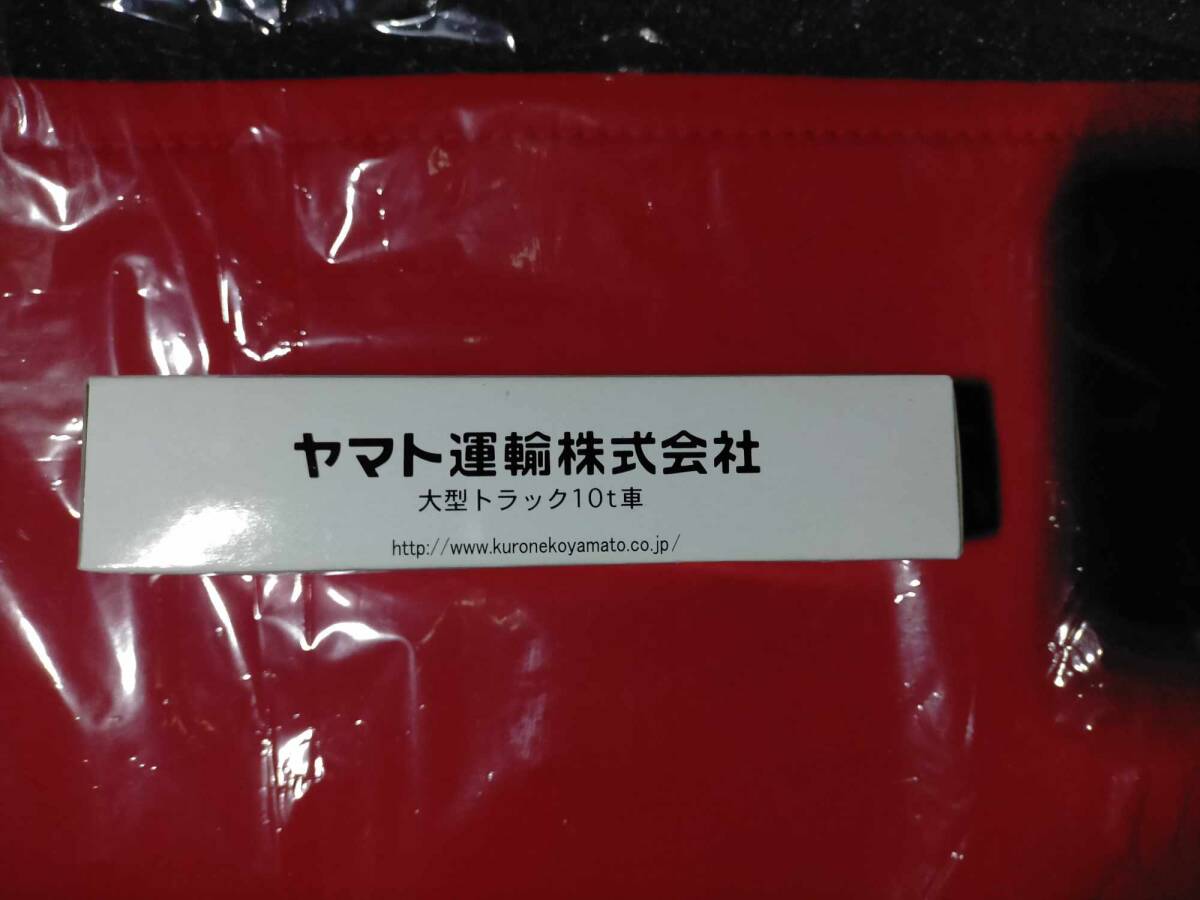 ヤマト運輸株式会社
大型トラック10t車
http://www.kuronekoyamato.co.jp/